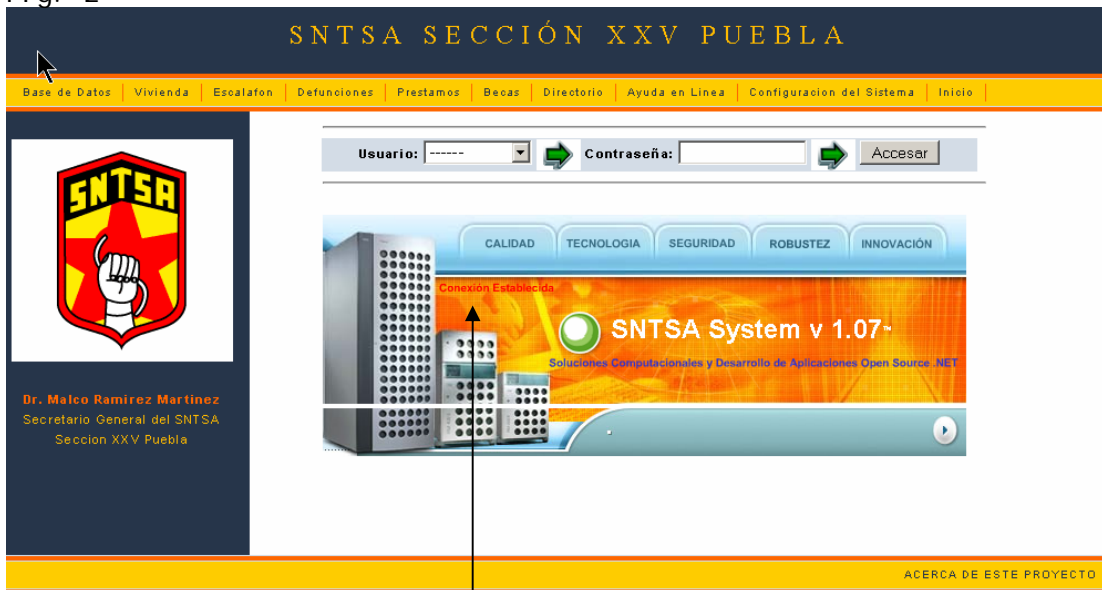 SNTSA SECCIÓN XXV PUEBLA
Base de Datos Vivienda Escalafon Defunciones Prestamos Becas Directorio Ayuda en Linea Configuracion del Sistema Inicio
Usuario: ------ Contraseña: Accesar
SNTSA
CALIDAD TECNOLOGIA SEGURIDAD ROBUSTEZ INNOVACIÓN
Conexión Establecida
SNTSA System v 1.07™
Soluciones Computacionales y Desarrollo de Aplicaciones Open Source .NET
Dr. Malco Ramirez Martinez
Secretario General del SNTSA
Seccion XXV Puebla
ACERCA DE ESTE PROYECTO